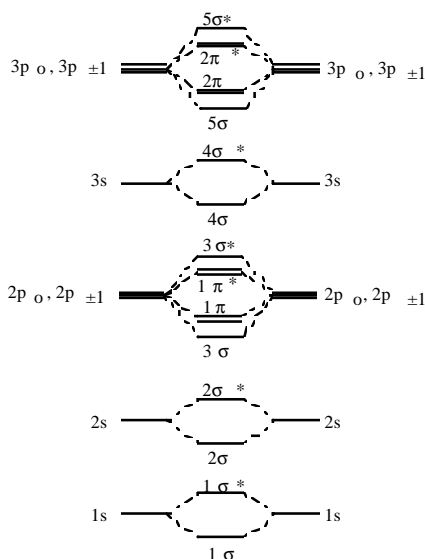 5σ*
2π *
3p o , 3p ±1 3p o, 3p ±1
2π
5σ
4σ *
3s 3s
4σ
3 σ*
1 π *
2p o , 2p ±1 2p o, 2p ±1
1 π
3 σ
2σ *
2s 2s
2σ
1 σ *
1s 1s
1 σ